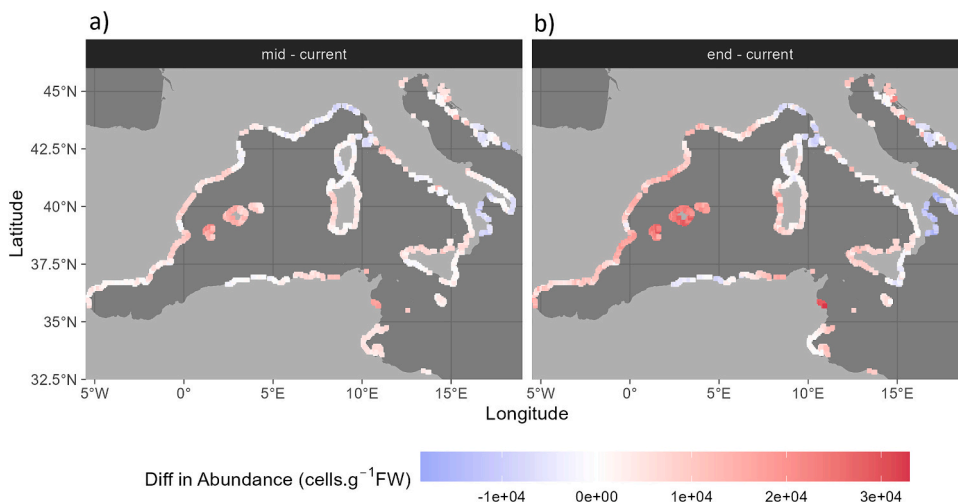 a)
b)
mid - current
end - current
45°N
42.5°N
40°N
37.5°N
35°N
32.5°N
Latitude
5°W 0° 5°E 10°E 15°E
5°W 0° 5°E 10°E 15°E
Longitude
Diff in Abundance (cells.g⁻¹FW)
-1e+04 0e+00 1e+04 2e+04 3e+04